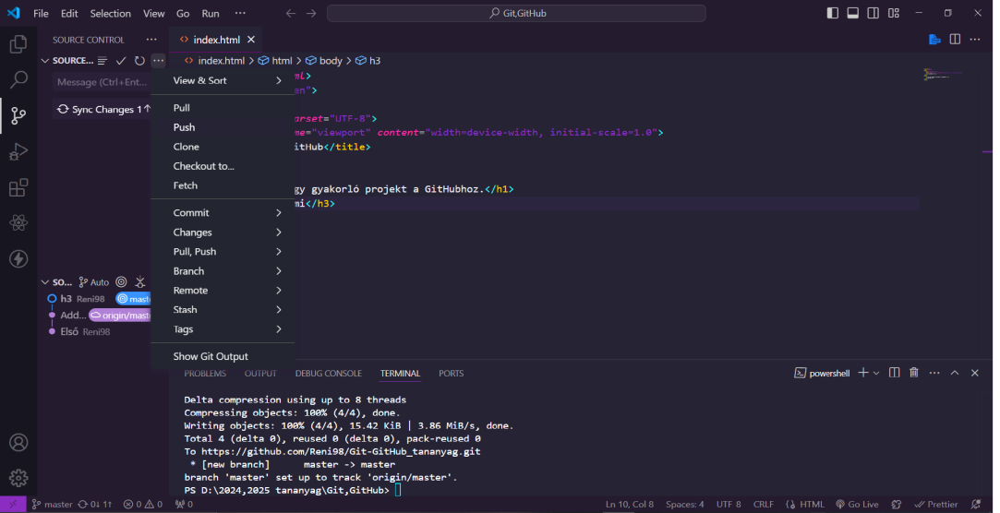 File Edit Selection View Go Run ··· Git,GitHub
SOURCE CONTROL ··· index.html
SOURCE... ··· index.html > html > body > h3
Message (Ctrl+Ent...
Sync Changes 1↑
View & Sort
Pull
Push
Clone
Checkout to...
Fetch
Commit
Changes
Pull, Push
Branch
Remote
Stash
Tags
Show Git Output
ml>
en">
arset="UTF-8">
me="viewport" content="width=device-width, initial-scale=1.0">
itHub</title>
gy gyakorló projekt a GitHubhoz.</h1>
mi</h3>
SO... Auto
h3 Reni98 mast
Add... origin/mast
Első Reni98
PROBLEMS OUTPUT DEBUG CONSOLE TERMINAL PORTS powershell
Delta compression using up to 8 threads
Compressing objects: 100% (4/4), done.
Writing objects: 100% (4/4), 15.42 KiB | 3.86 MiB/s, done.
Total 4 (delta 0), reused 0 (delta 0), pack-reused 0
To https://github.com/Reni98/Git-GitHub_tananyag.git
* [new branch] master -> master
branch 'master' set up to track 'origin/master'.
PS D:\2024,2025 tananyag\Git,GitHub>
master 0↓ 1↑ 0 0 0 Ln 10, Col 8 Spaces: 4 UTF-8 CRLF HTML Go Live Prettier